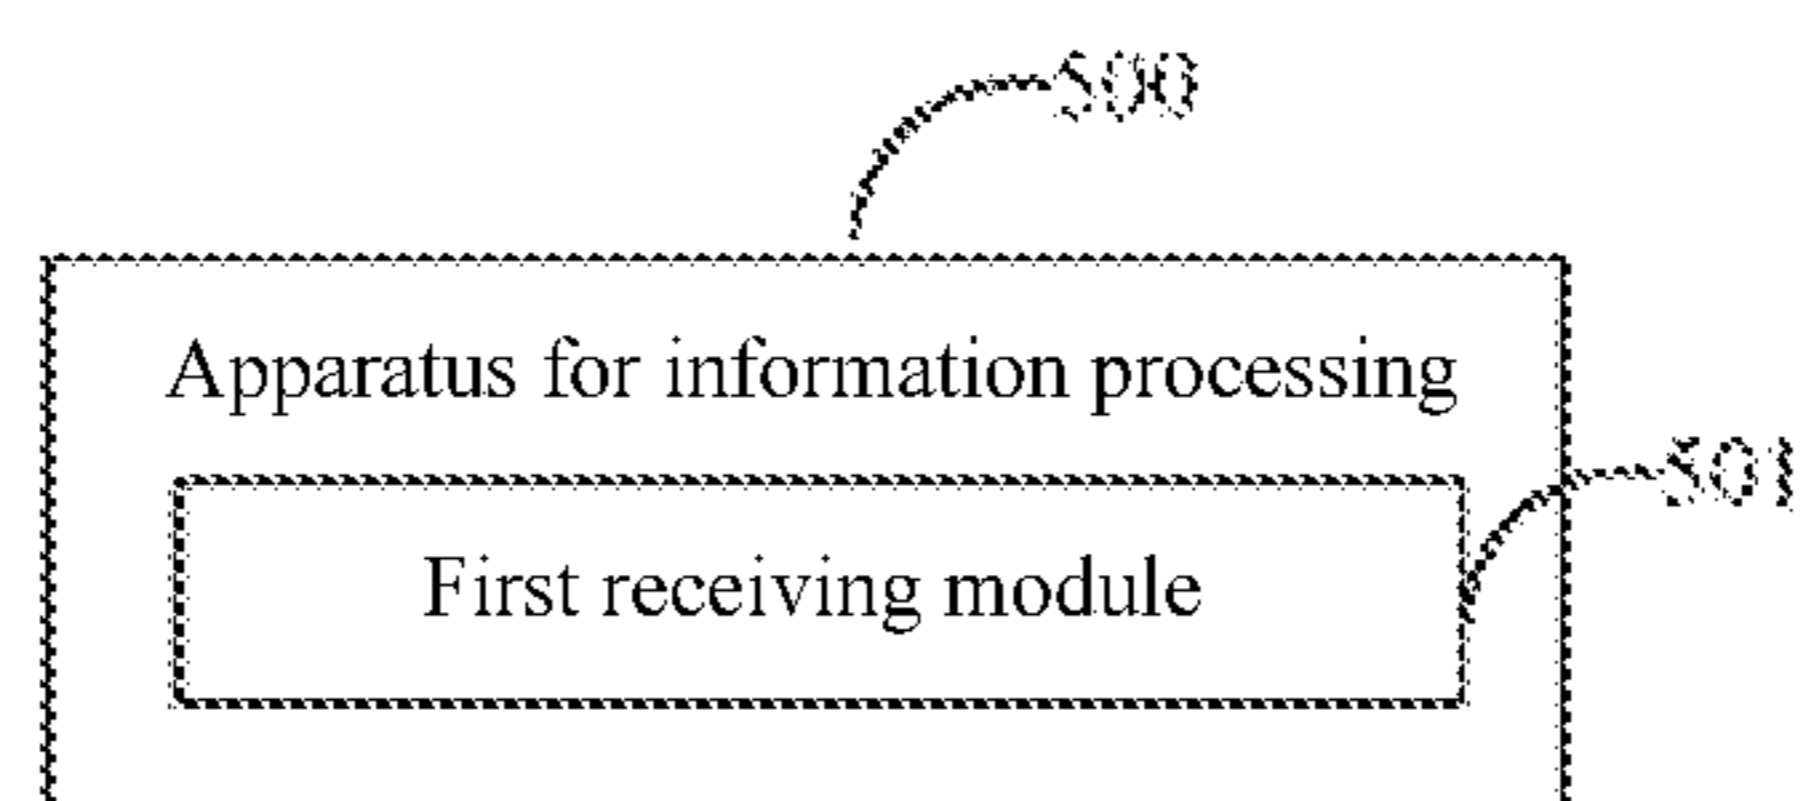 500
Apparatus for information processing
501
First receiving module